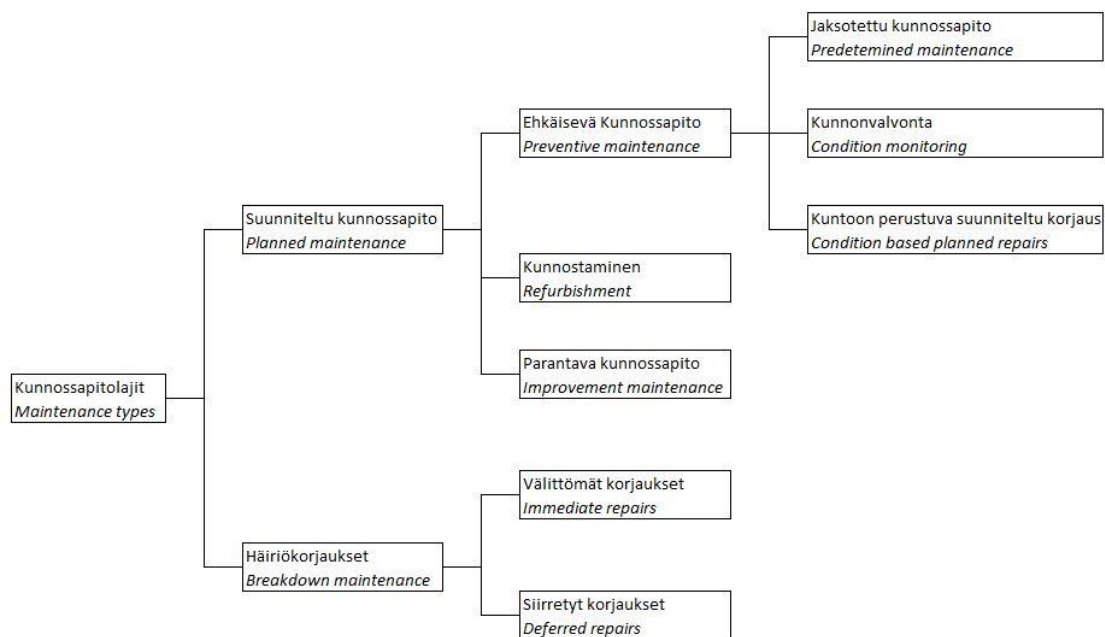 Jaksotettu kunnossapito
Predetemined maintenance
Ehkäisevä Kunnossapito
Preventive maintenance
Kunnonvalvonta
Condition monitoring
Suunniteltu kunnossapito
Planned maintenance
Kuntoon perustuva suunniteltu korjaus
Condition based planned repairs
Kunnostaminen
Refurbishment
Parantava kunnossapito
Improvement maintenance
Kunnossapitolajit
Maintenance types
Välittömät korjaukset
Immediate repairs
Häiriökorjaukset
Breakdown maintenance
Siirretyt korjaukset
Deferred repairs